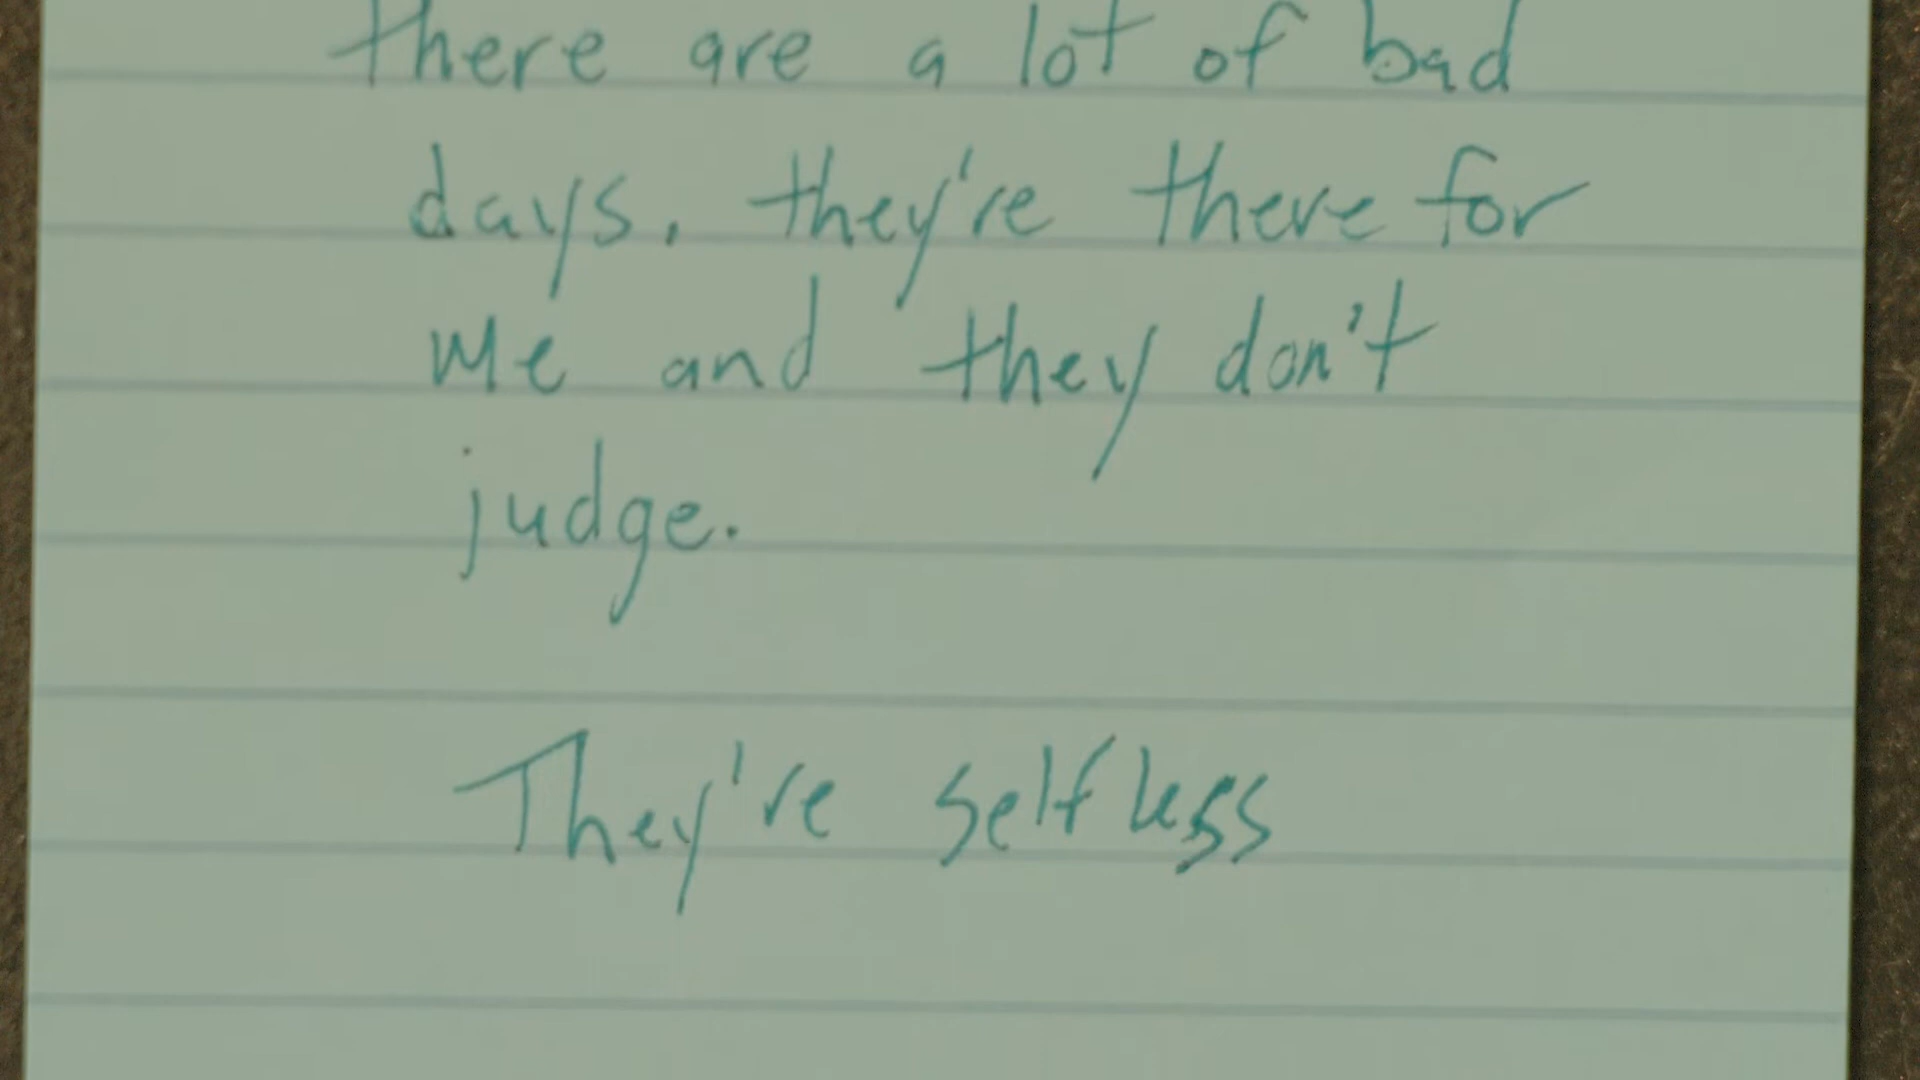 there are a lot of bad
days, they're there for
me and they don't
judge.
They're selfless